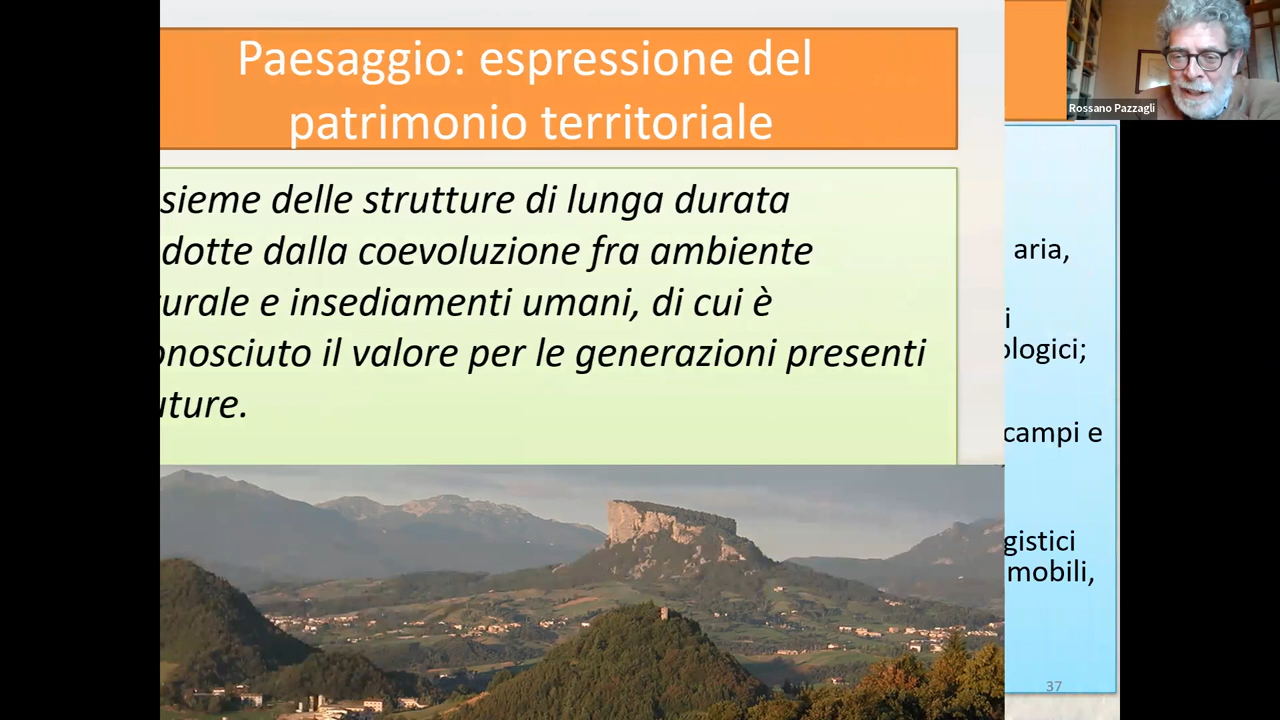 Paesaggio: espressione del
patrimonio territoriale
sieme delle strutture di lunga durata
dotte dalla coevoluzione fra ambiente
urale e insediamenti umani, di cui è
onosciuto il valore per le generazioni presenti
uture.
aria,
i
ologici;
campi e
gistici
mobili,
37
Rossano Pazzagli